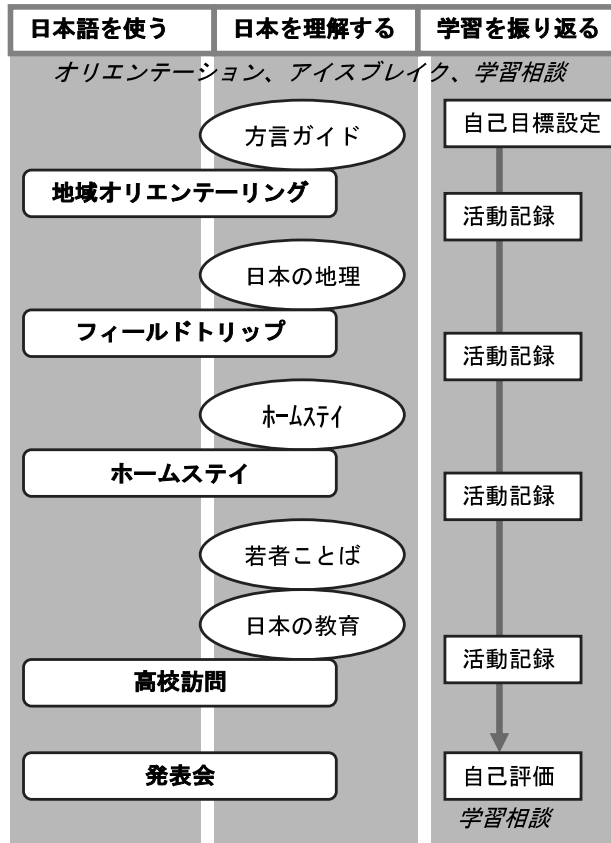 日本語を使う
日本を理解する
学習を振り返る
オリエンテーション、アイスブレイク、学習相談
方言ガイド
自己目標設定
地域オリエンテーリング
活動記録
日本の地理
フィールドトリップ
活動記録
ホームステイ
ホームステイ
活動記録
若者ことば
日本の教育
高校訪問
活動記録
発表会
自己評価
学習相談